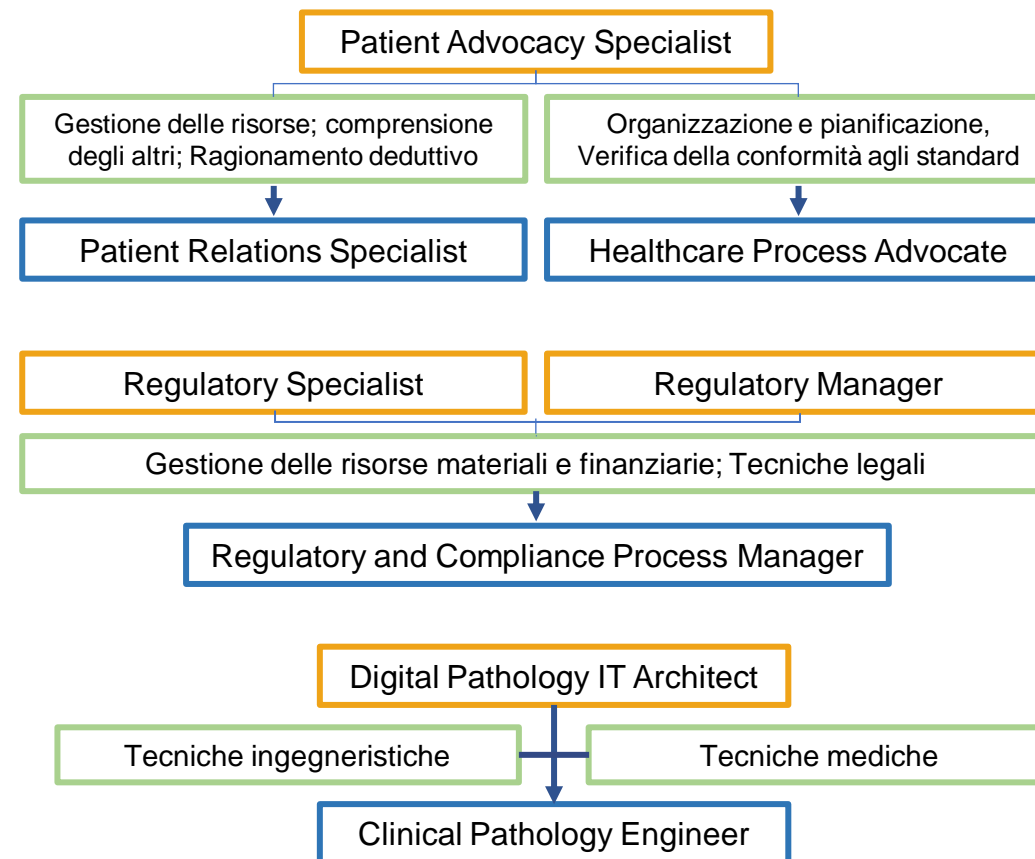 Patient Advocacy Specialist
Gestione delle risorse; comprensione
degli altri; Ragionamento deduttivo
Organizzazione e pianificazione,
Verifica della conformità agli standard
Patient Relations Specialist
Healthcare Process Advocate
Regulatory Specialist
Regulatory Manager
Gestione delle risorse materiali e finanziarie; Tecniche legali
Regulatory and Compliance Process Manager
Digital Pathology IT Architect
Tecniche ingegneristiche
Tecniche mediche
Clinical Pathology Engineer